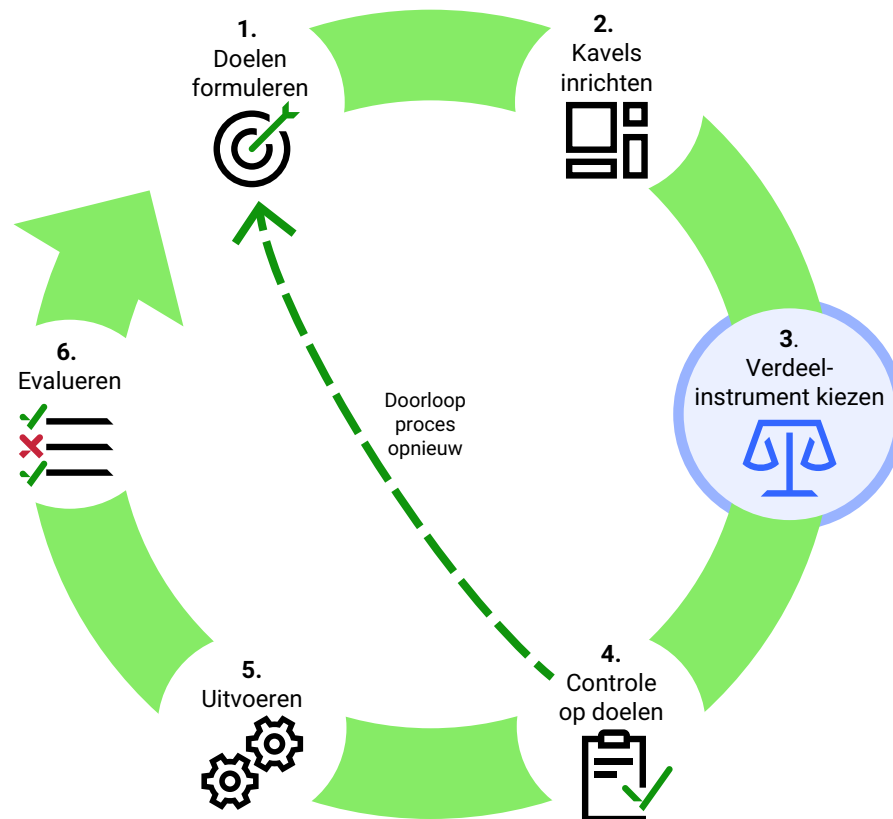 1.
Doelen
formuleren
2.
Kavels
inrichten
3.
Verdeel-
instrument kiezen
4.
Controle
op doelen
5.
Uitvoeren
6.
Evalueren
Doorloop
proces
opnieuw